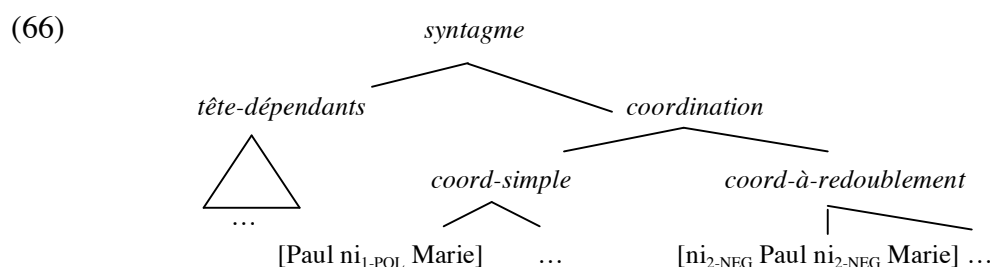 (66) syntagme
tête-dépendants coordination
coord-simple coord-à-redoublement
…
[Paul ni1-POL Marie] … [ni2-NEG Paul ni2-NEG Marie] …